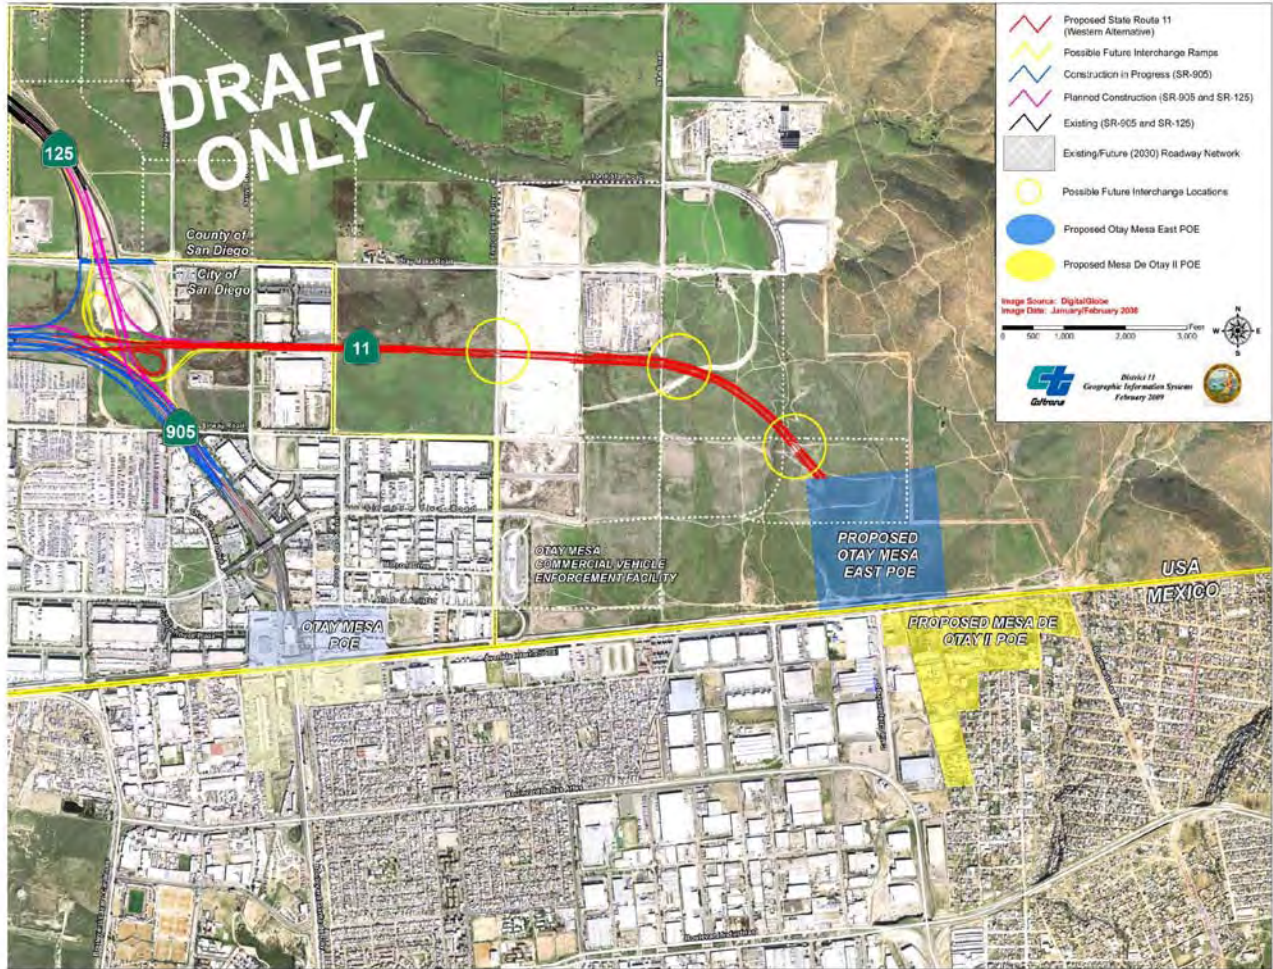 DRAFT
ONLY
125
County of
San Diego
City of
San Diego
Otay Mesa Road
11
905
OTAY MESA
COMMERCIAL VEHICLE
ENFORCEMENT FACILITY
PROPOSED
OTAY MESA
EAST POE
USA
MEXICO
OTAY MESA
POE
PROPOSED MESA DE
OTAY II POE
Proposed State Route 11
(Western Alternative)
Possible Future Interchange Ramps
Construction in Progress (SR-905)
Planned Construction (SR-905 and SR-125)
Existing (SR-905 and SR-125)
Existing/Future (2030) Roadway Network
Possible Future Interchange Locations
Proposed Otay Mesa East POE
Proposed Mesa De Otay II POE
Image Source: DigitalGlobe
Image Date: January/February 2008
Feet
0 500 1,000 2,000 3,000
N
W E
S
Caltrans
District 11
Geographic Information Systems
February 2009